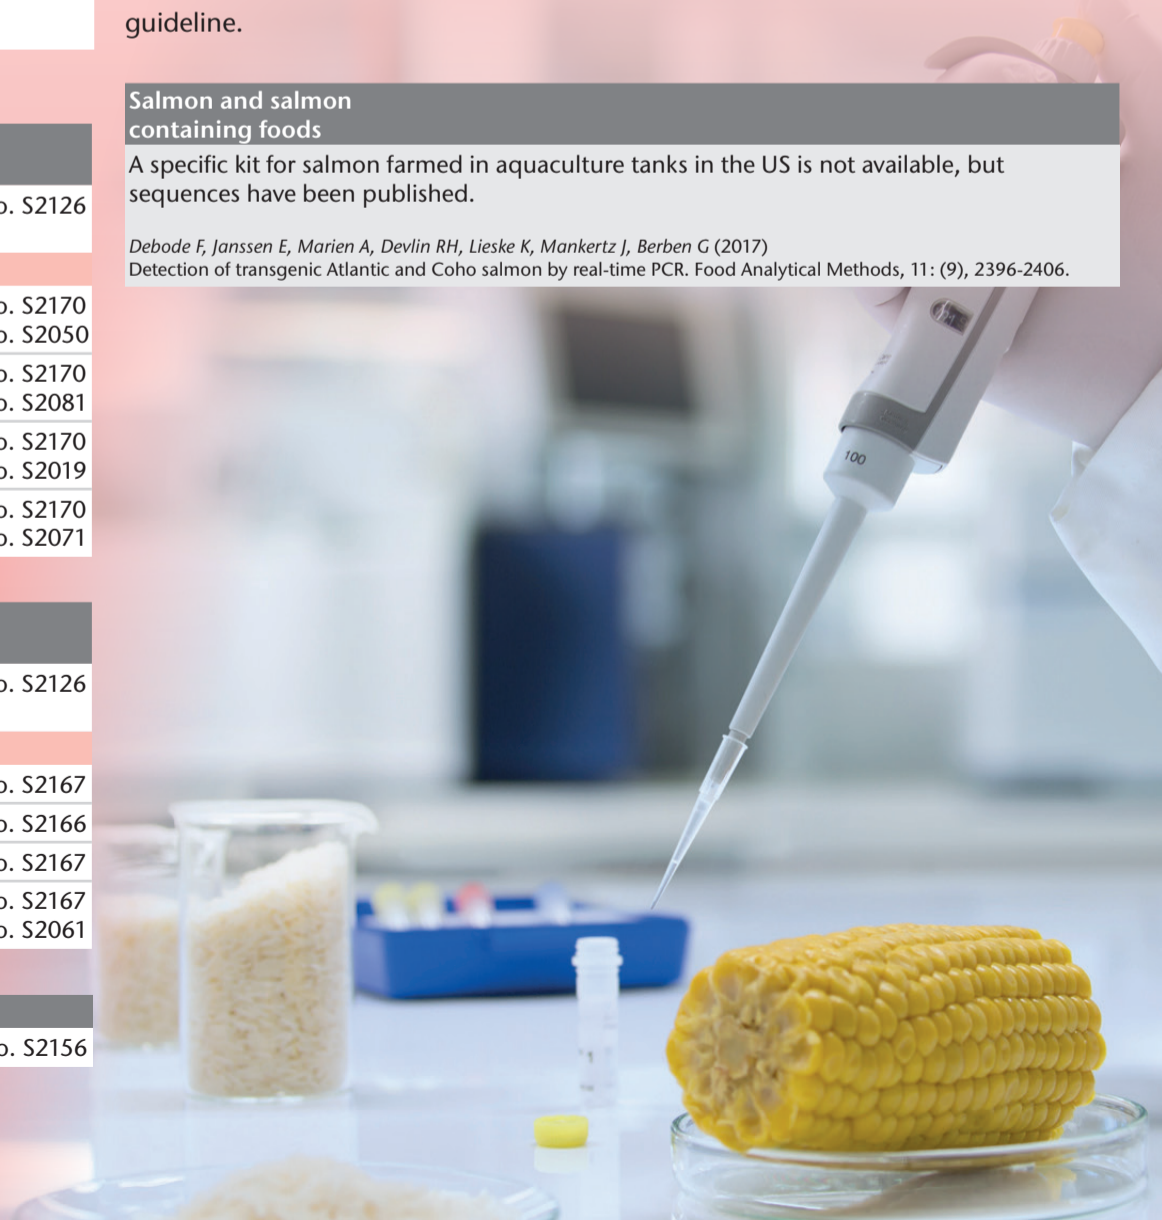 guideline.
Salmon and salmon
containing foods
A specific kit for salmon farmed in aquaculture tanks in the US is not available, but
sequences have been published.
Debode F, Janssen E, Marien A, Devlin RH, Lieske K, Mankertz J, Berben G (2017)
Detection of transgenic Atlantic and Coho salmon by real-time PCR. Food Analytical Methods, 11: (9), 2396-2406.
o. S2126
o. S2170
o. S2050
o. S2170
o. S2081
o. S2170
o. S2019
o. S2170
o. S2071
o. S2126
o. S2167
o. S2166
o. S2167
o. S2167
o. S2061
o. S2156
100
1